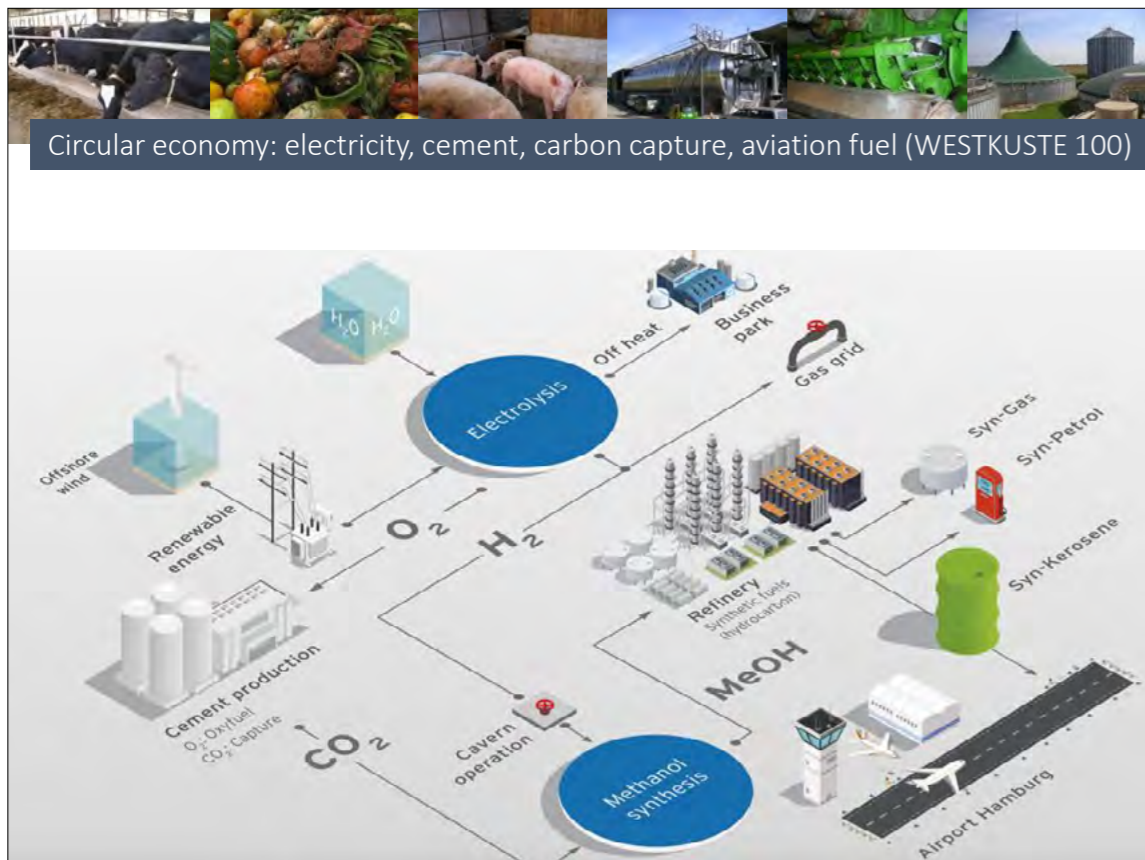 Circular economy: electricity, cement, carbon capture, aviation fuel (WESTKUSTE 100)
H₂O H₂O
Electrolysis
Off heat
Business
park
Gas grid
Offshore
wind
Renewable
energy
O₂
H₂
Syn-Gas
Syn-Petrol
Syn-Kerosene
Refinery
Synthetic fuels
(hydrocarbon)
Cement production
O₂-Oxyfuel
CO₂-Capture
CO₂
Cavern
operation
MeOH
Methanol
synthesis
Airport Hamburg